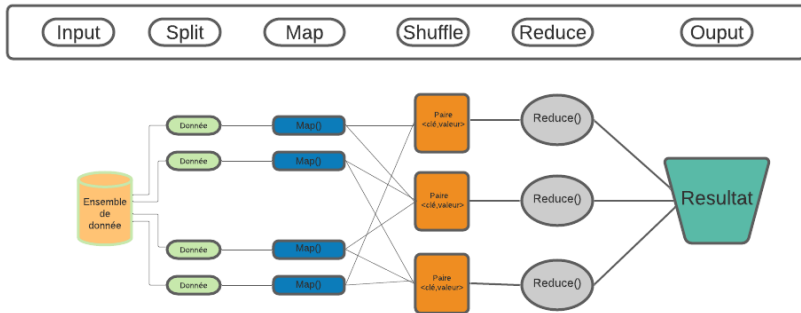 Input
Split
Map
Shuffle
Reduce
Ouput
Ensemble
de
donnée
Donnée
Donnée
Donnée
Donnée
Map()
Map()
Map()
Map()
Paire
<clé,valeur>
Paire
<clé,valeur>
Paire
<clé,valeur>
Reduce()
Reduce()
Reduce()
Resultat